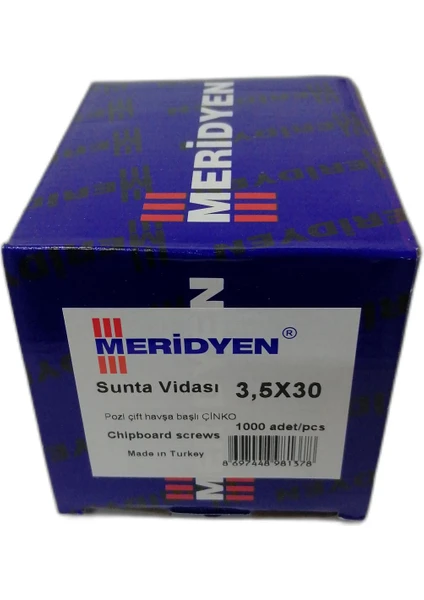 MERİDYEN
MERİDYEN®
Sunta Vidası 3,5X30
Pozi çift havşa başlı ÇİNKO
1000 adet/pcs
Chipboard screws
Made in Turkey
8 697448 981378